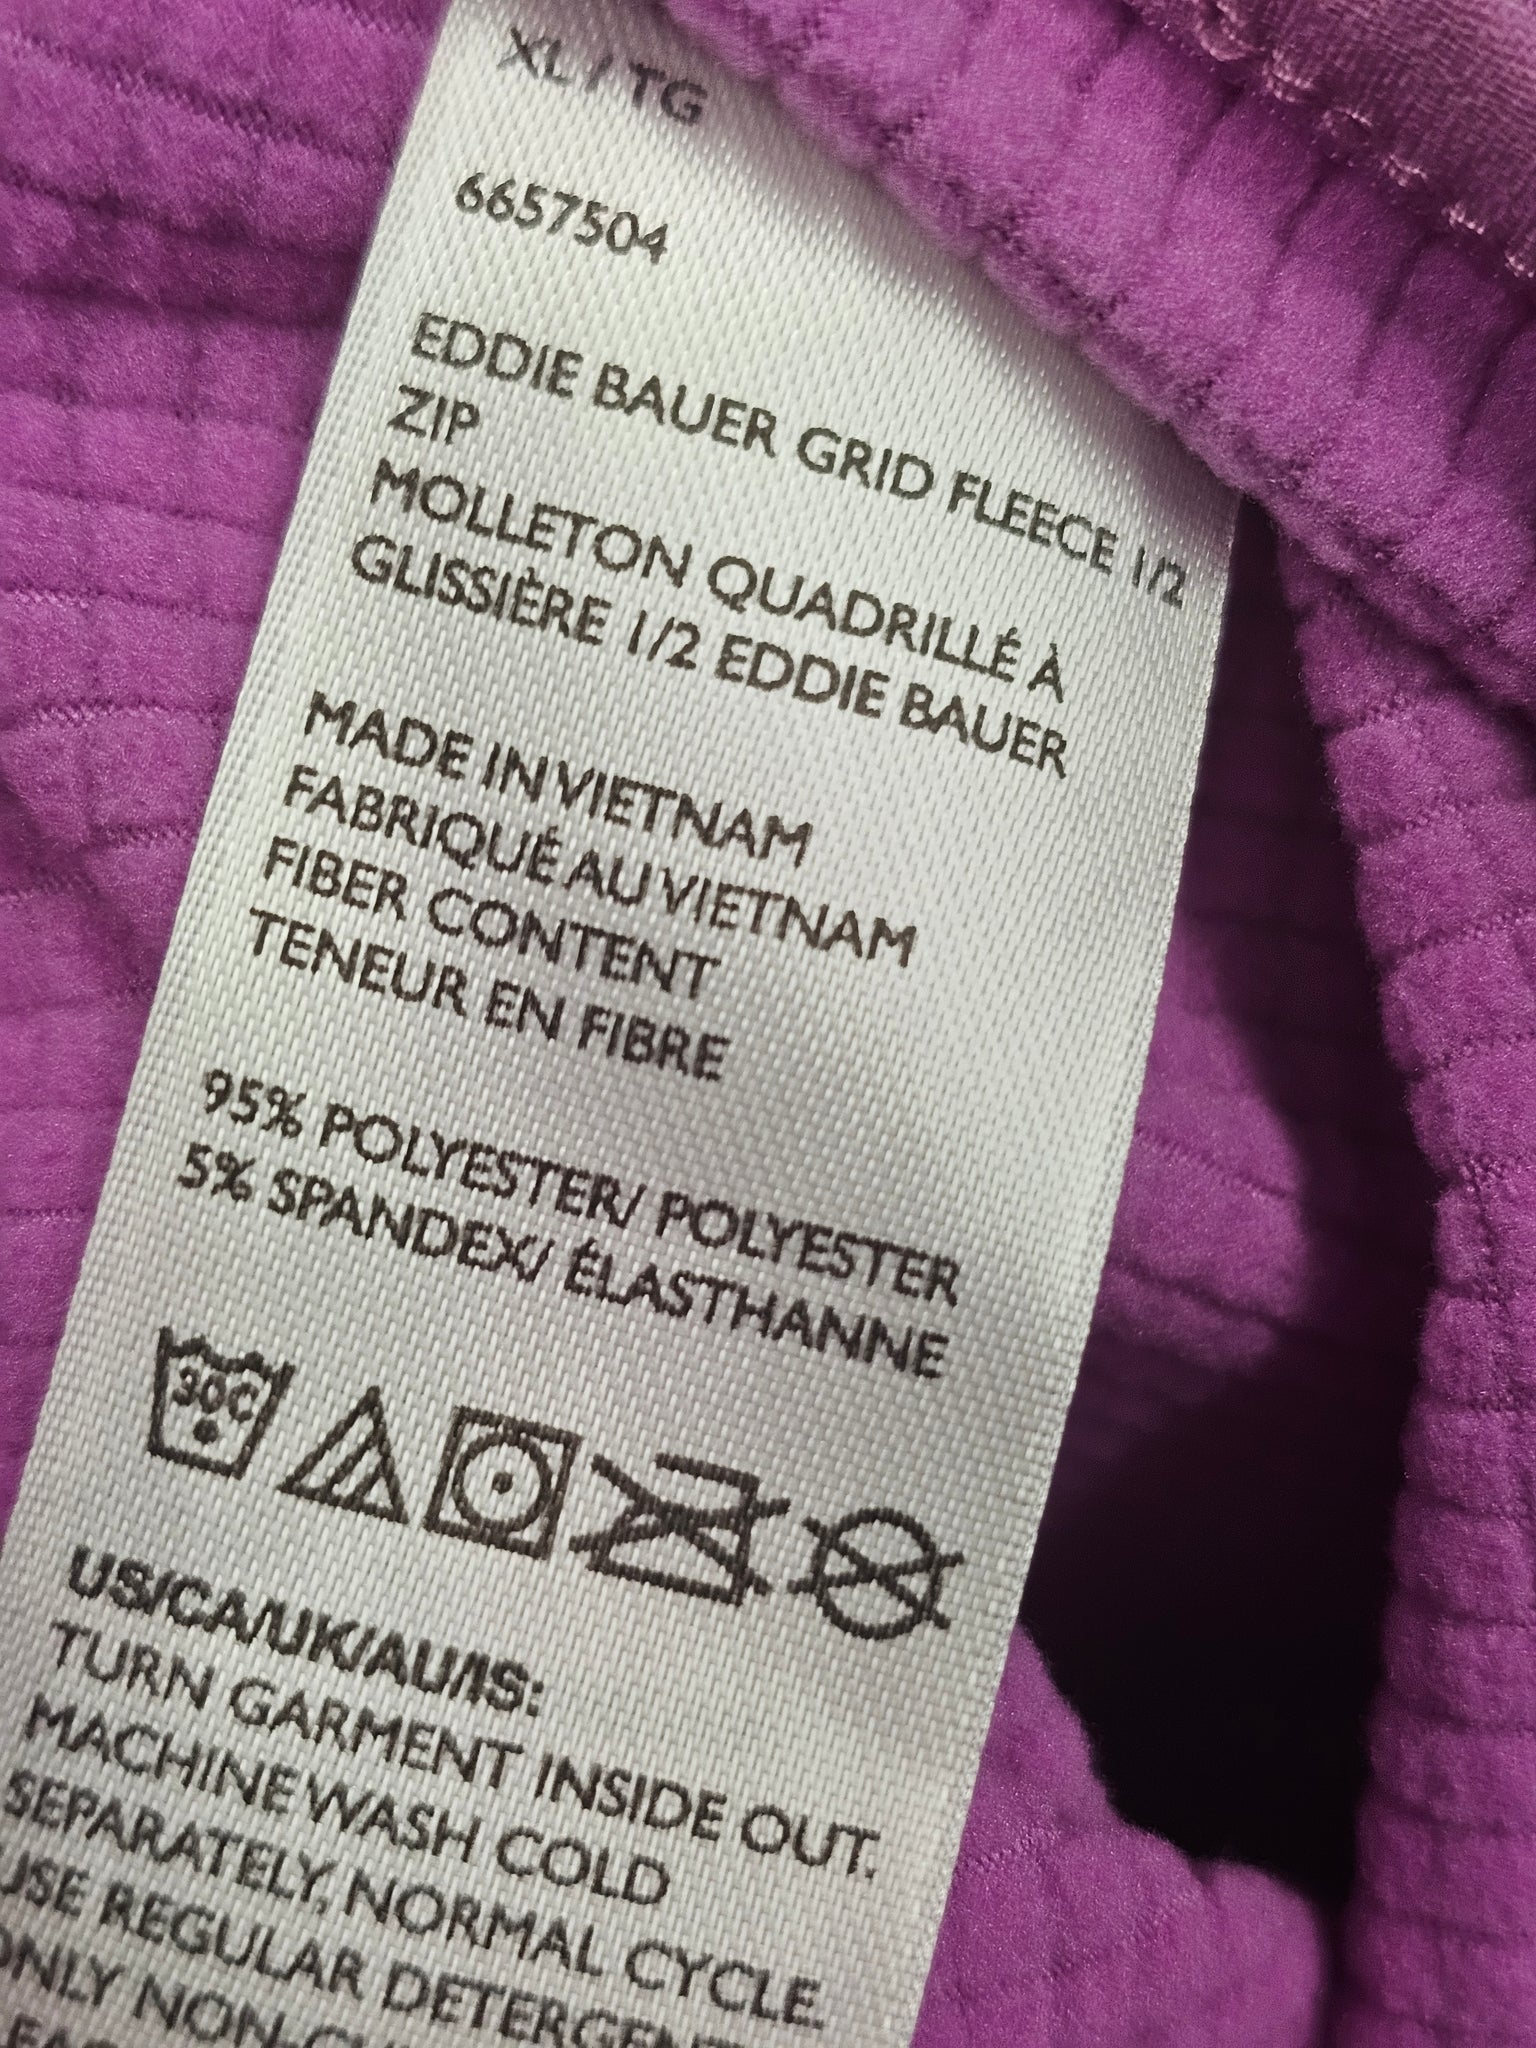 XL / TG
6657504
EDDIE BAUER GRID FLEECE 1/2
ZIP
MOLLETON QUADRILLÉ À
GLISSIÈRE 1/2 EDDIE BAUER
MADE IN VIETNAM
FABRIQUÉ AU VIETNAM
FIBER CONTENT
TENEUR EN FIBRE
95% POLYESTER/ POLYESTER
5% SPANDEX/ ÉLASTHANNE
30C
US/CA/UK/AU/IS:
TURN GARMENT INSIDE OUT.
MACHINE WASH COLD
SEPARATELY, NORMAL CYCLE.
USE REGULAR DETERGENT
ONLY NON-